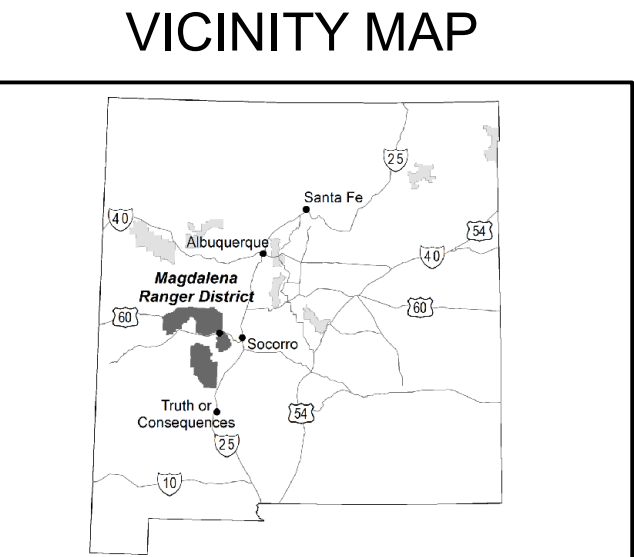 VICINITY MAP
25
Santa Fe
40
54
Albuquerque
40
Magdalena
Ranger District
60
60
Socorro
Truth or
Consequences
54
25
10